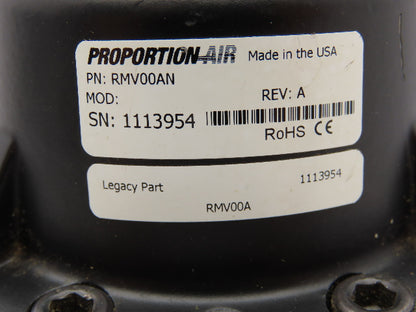 PROPORTION-AIR Made in the USA
PN: RMV00AN
MOD: REV: A
SN: 1113954
RoHS CE
Legacy Part 1113954
RMV00A